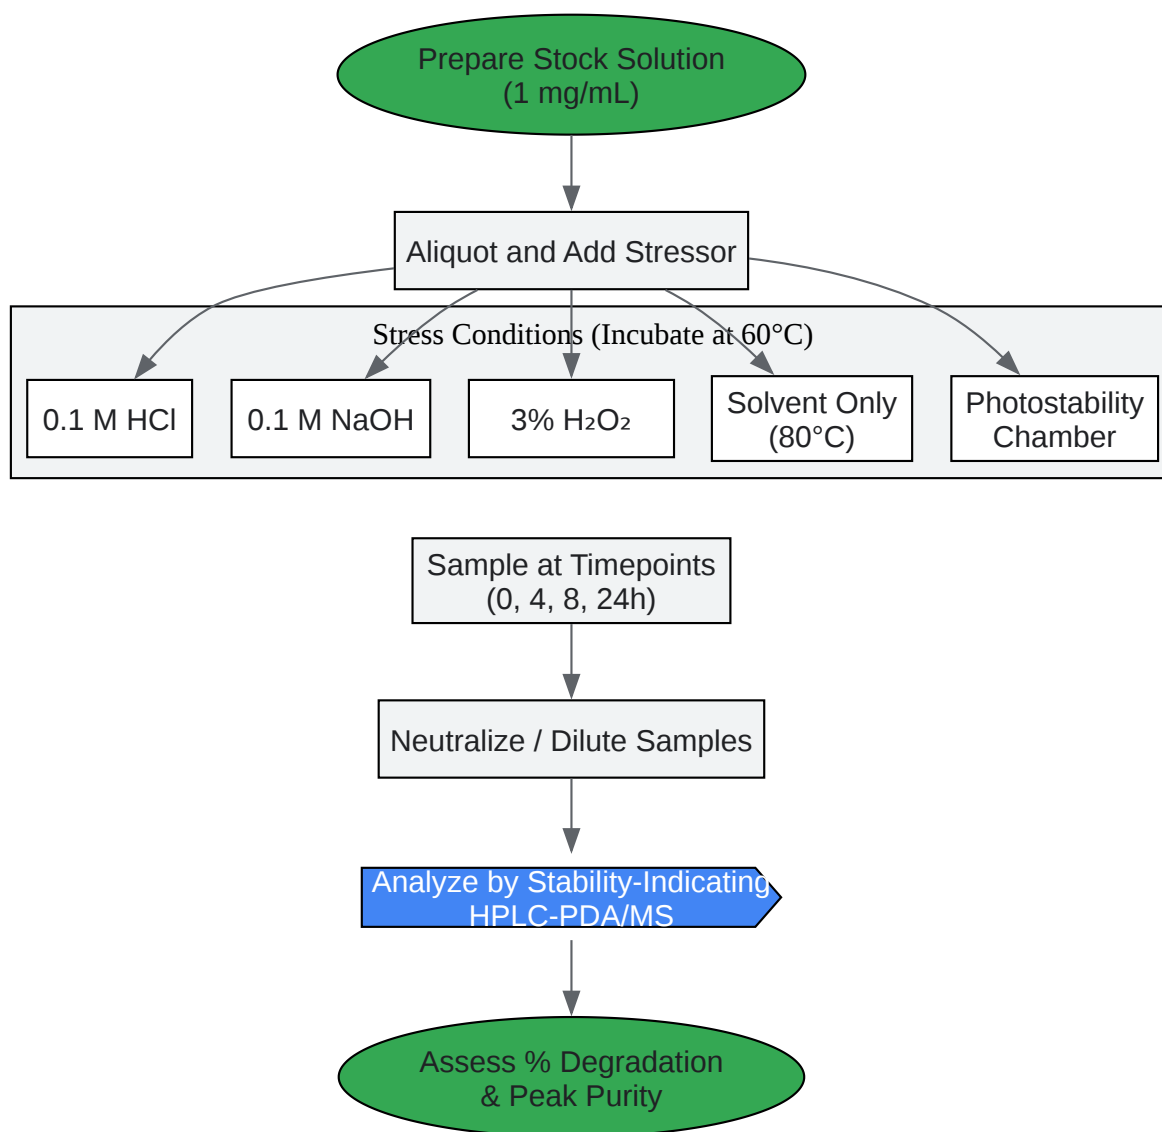 Prepare Stock Solution
(1 mg/mL)
Aliquot and Add Stressor
Stress Conditions (Incubate at 60°C)
0.1 M HCl
0.1 M NaOH
3% H₂O₂
Solvent Only
(80°C)
Photostability
Chamber
Sample at Timepoints
(0, 4, 8, 24h)
Neutralize / Dilute Samples
Analyze by Stability-Indicating
HPLC-PDA/MS
Assess % Degradation
& Peak Purity